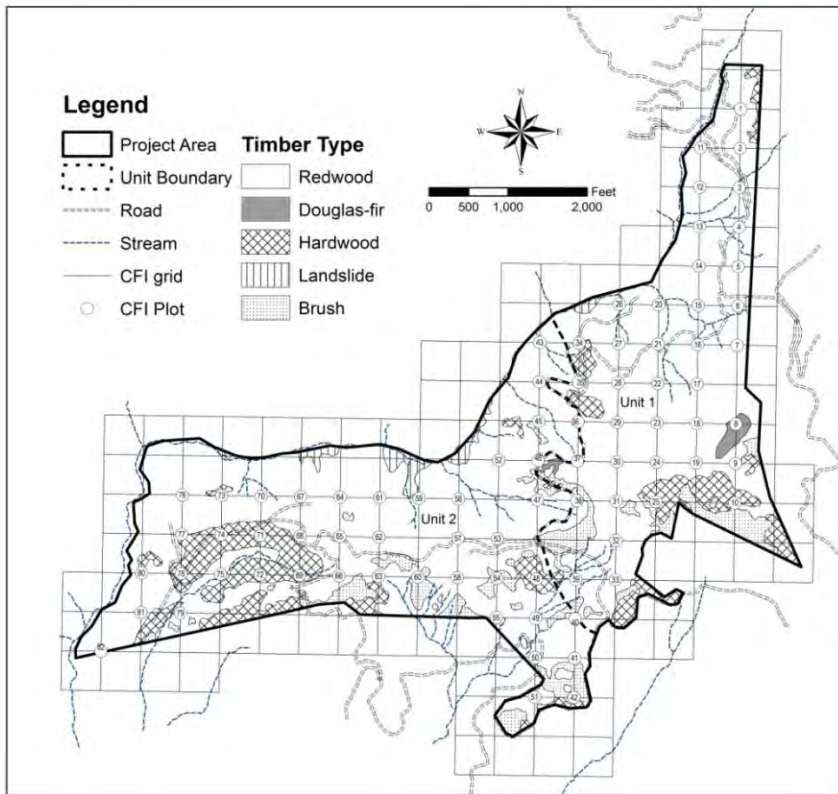 Legend
Project Area
Unit Boundary
Road
Stream
CFI grid
CFI Plot
Timber Type
Redwood
Douglas-fir
Hardwood
Landslide
Brush
N
W E
S
Feet
0 500 1,000 2,000
1
11 2
12 3
13 4
14 5
26 20 15 6
43 34 27 21 16 7
44 35 28 22 17
Unit 1
45 36 29 23 18 8
52 46 37 30 24 19 9
78 73 70 67 64 61 59 56 47 38 31 25 10
Unit 2
77 74 71 68 65 62 57 53 32
80 75 72 69 66 63 60 58 54 48 39 33
81 79 55 49
82 50 41
51 42